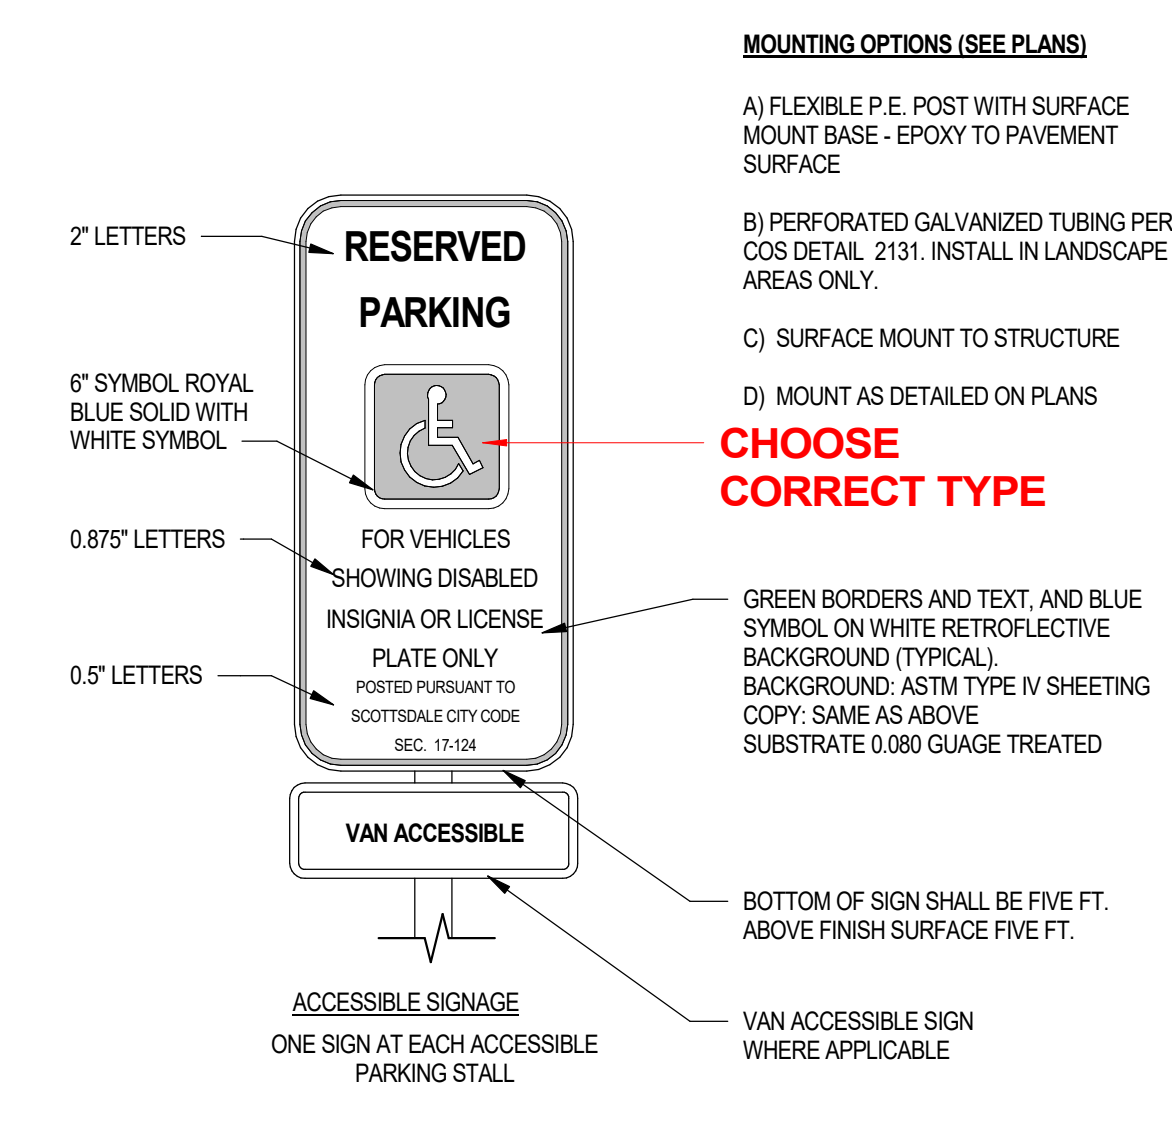 MOUNTING OPTIONS (SEE PLANS)
A) FLEXIBLE P.E. POST WITH SURFACE
MOUNT BASE - EPOXY TO PAVEMENT
SURFACE
B) PERFORATED GALVANIZED TUBING PER
COS DETAIL 2131. INSTALL IN LANDSCAPE
AREAS ONLY.
C) SURFACE MOUNT TO STRUCTURE
D) MOUNT AS DETAILED ON PLANS
CHOOSE
CORRECT TYPE
2" LETTERS
RESERVED
PARKING
6" SYMBOL ROYAL
BLUE SOLID WITH
WHITE SYMBOL
0.875" LETTERS
FOR VEHICLES
SHOWING DISABLED
INSIGNIA OR LICENSE
PLATE ONLY
0.5" LETTERS
POSTED PURSUANT TO
SCOTTSDALE CITY CODE
SEC. 17-124
GREEN BORDERS AND TEXT, AND BLUE
SYMBOL ON WHITE RETROFLECTIVE
BACKGROUND (TYPICAL).
BACKGROUND: ASTM TYPE IV SHEETING
COPY: SAME AS ABOVE
SUBSTRATE 0.080 GUAGE TREATED
VAN ACCESSIBLE
BOTTOM OF SIGN SHALL BE FIVE FT.
ABOVE FINISH SURFACE FIVE FT.
VAN ACCESSIBLE SIGN
WHERE APPLICABLE
ACCESSIBLE SIGNAGE
ONE SIGN AT EACH ACCESSIBLE
PARKING STALL